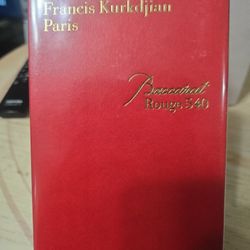 Francis Kurkdjian
Paris
Baccarat
Rouge 540